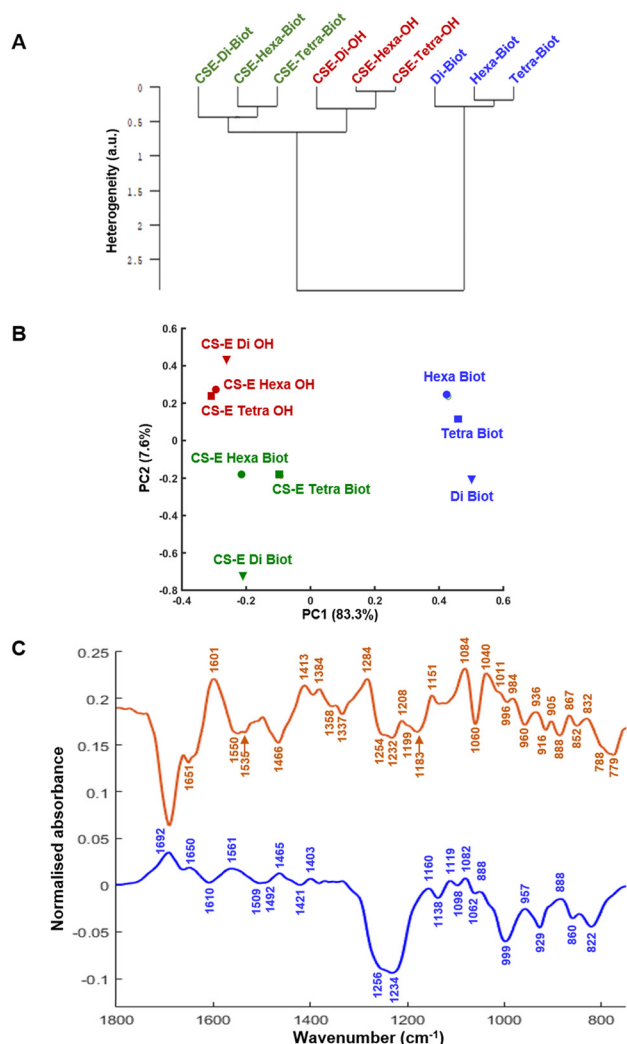 A
CSE-Di-Biot
CSE-Hexa-Biot
CSE-Tetra-Biot
CSE-Di-OH
CSE-Hexa-OH
CSE-Tetra-OH
Di-Biot
Hexa-Biot
Tetra-Biot
Heterogeneity (a.u.)
0
0.5
1
1.5
2
2.5
B
PC2 (7.6%)
0.6
0.4
0.2
0
-0.2
-0.4
-0.6
-0.8
CS-E Di OH
CS-E Hexa OH
CS-E Tetra OH
CS-E Hexa Biot
CS-E Tetra Biot
CS-E Di Biot
Hexa Biot
Tetra Biot
Di Biot
-0.4 -0.2 0 0.2 0.4 0.6
PC1 (83.3%)
C
Normalised absorbance
0.25
0.2
0.15
0.1
0.05
0
-0.05
-0.1
1601 1413 1384 1284 1208 1151 1084 1040 1011 984 936 905 867 832
1651 1550 1535 1466 1358 1337 1254 1232 1199 1183 1060 996 960 916 888 852 788 779
1692 1650 1561 1465 1403 1160 1119 1082 888 957 888
1610 1509 1492 1421 1256 1234 1138 1098 1062 999 929 860 822
1800 1600 1400 1200 1000 800
Wavenumber (cm⁻¹)